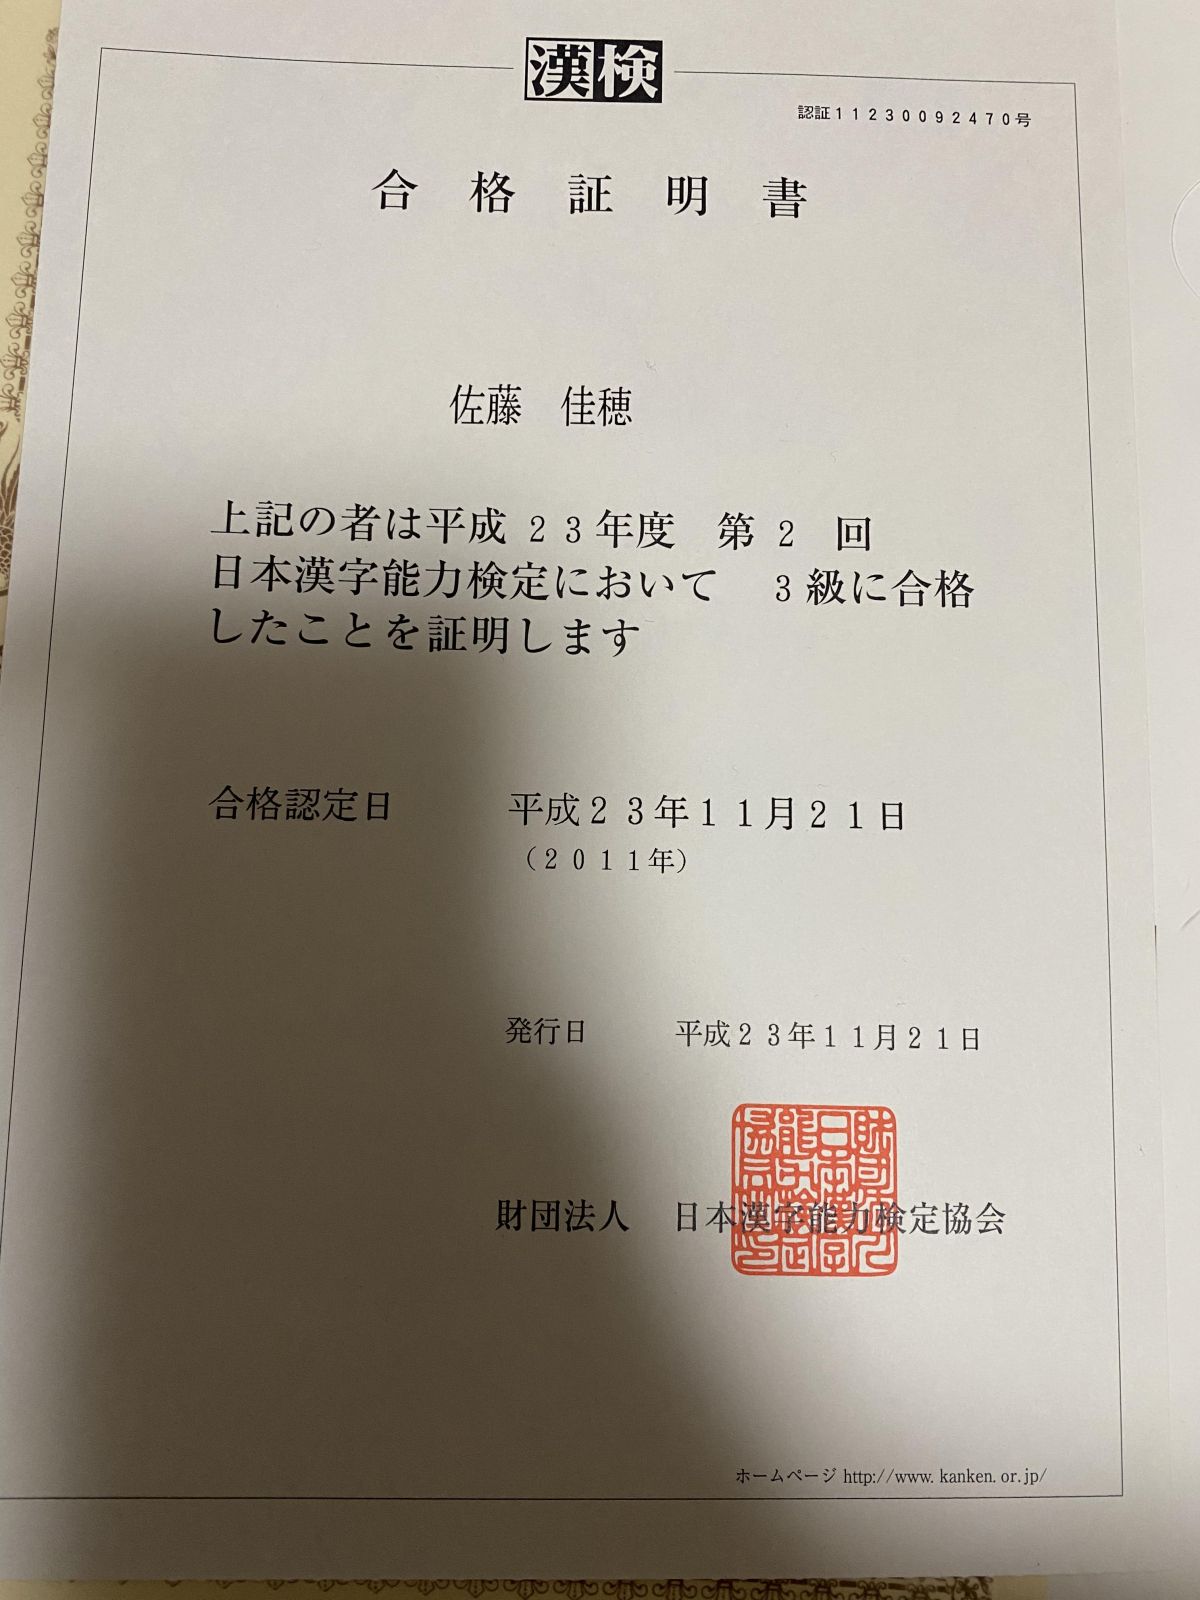 漢検
認証11230092470号
合格証明書
佐藤 佳穂
上記の者は平成23年度 第2回
日本漢字能力検定において 3級に合格
したことを証明します
合格認定日 平成23年11月21日
(2011年)
発行日 平成23年11月21日
財団法人 日本漢字能力検定協会
ホームページ http://www.kanken.or.jp/